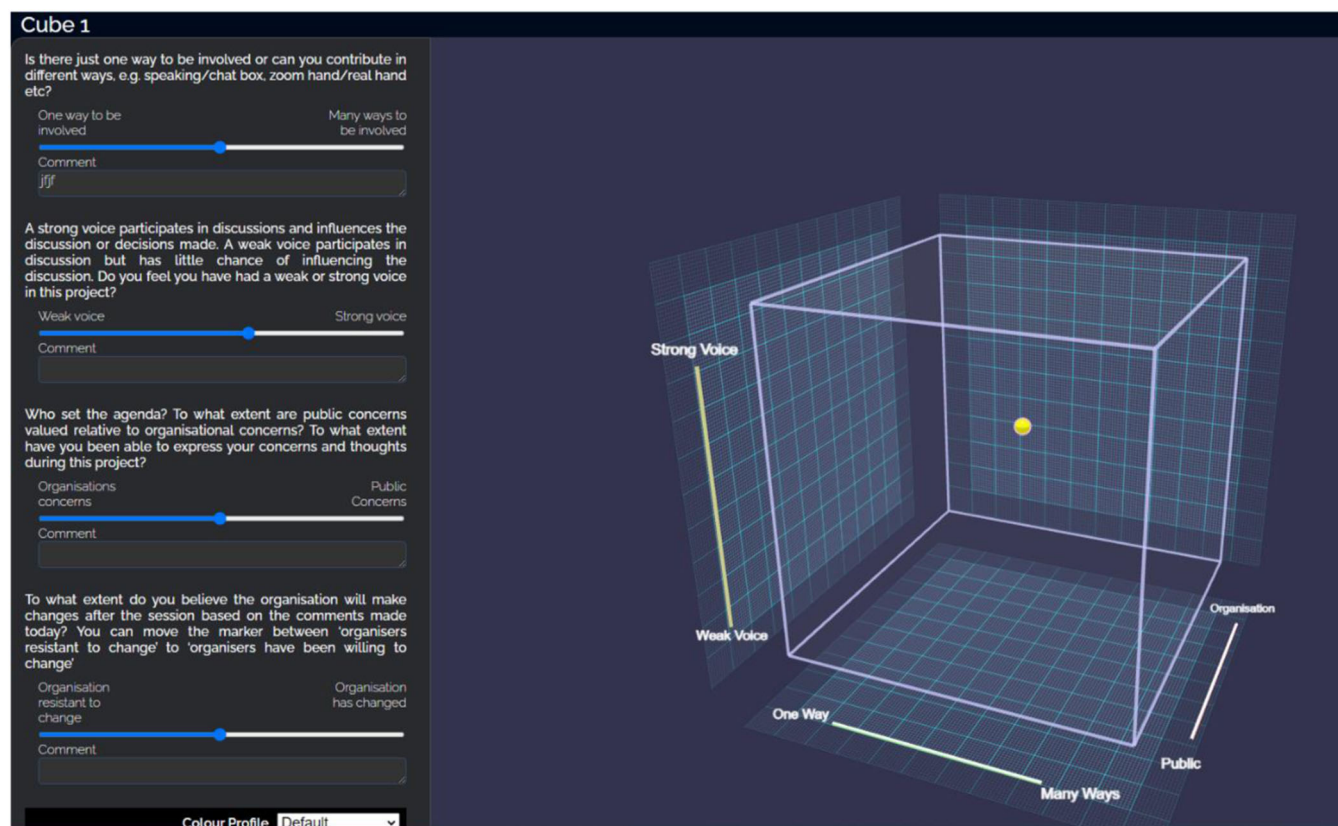 Cube 1
Is there just one way to be involved or can you contribute in
different ways, e.g. speaking/chat box, zoom hand/real hand
etc?
One way to be
involved
Many ways to
be involved
Comment
jfjf
A strong voice participates in discussions and influences the
discussion or decisions made. A weak voice participates in
discussion but has little chance of influencing the
discussion. Do you feel you have had a weak or strong voice
in this project?
Weak voice
Strong voice
Comment
Who set the agenda? To what extent are public concerns
valued relative to organisational concerns? To what extent
have you been able to express your concerns and thoughts
during this project?
Organisations
concerns
Public
Concerns
Comment
To what extent do you believe the organisation will make
changes after the session based on the comments made
today? You can move the marker between 'organisers
resistant to change' to 'organisers have been willing to
change'
Organisation
resistant to
change
Organisation
has changed
Comment
Colour Profile
Default
Strong Voice
Weak Voice
One Way
Many Ways
Organisation
Public